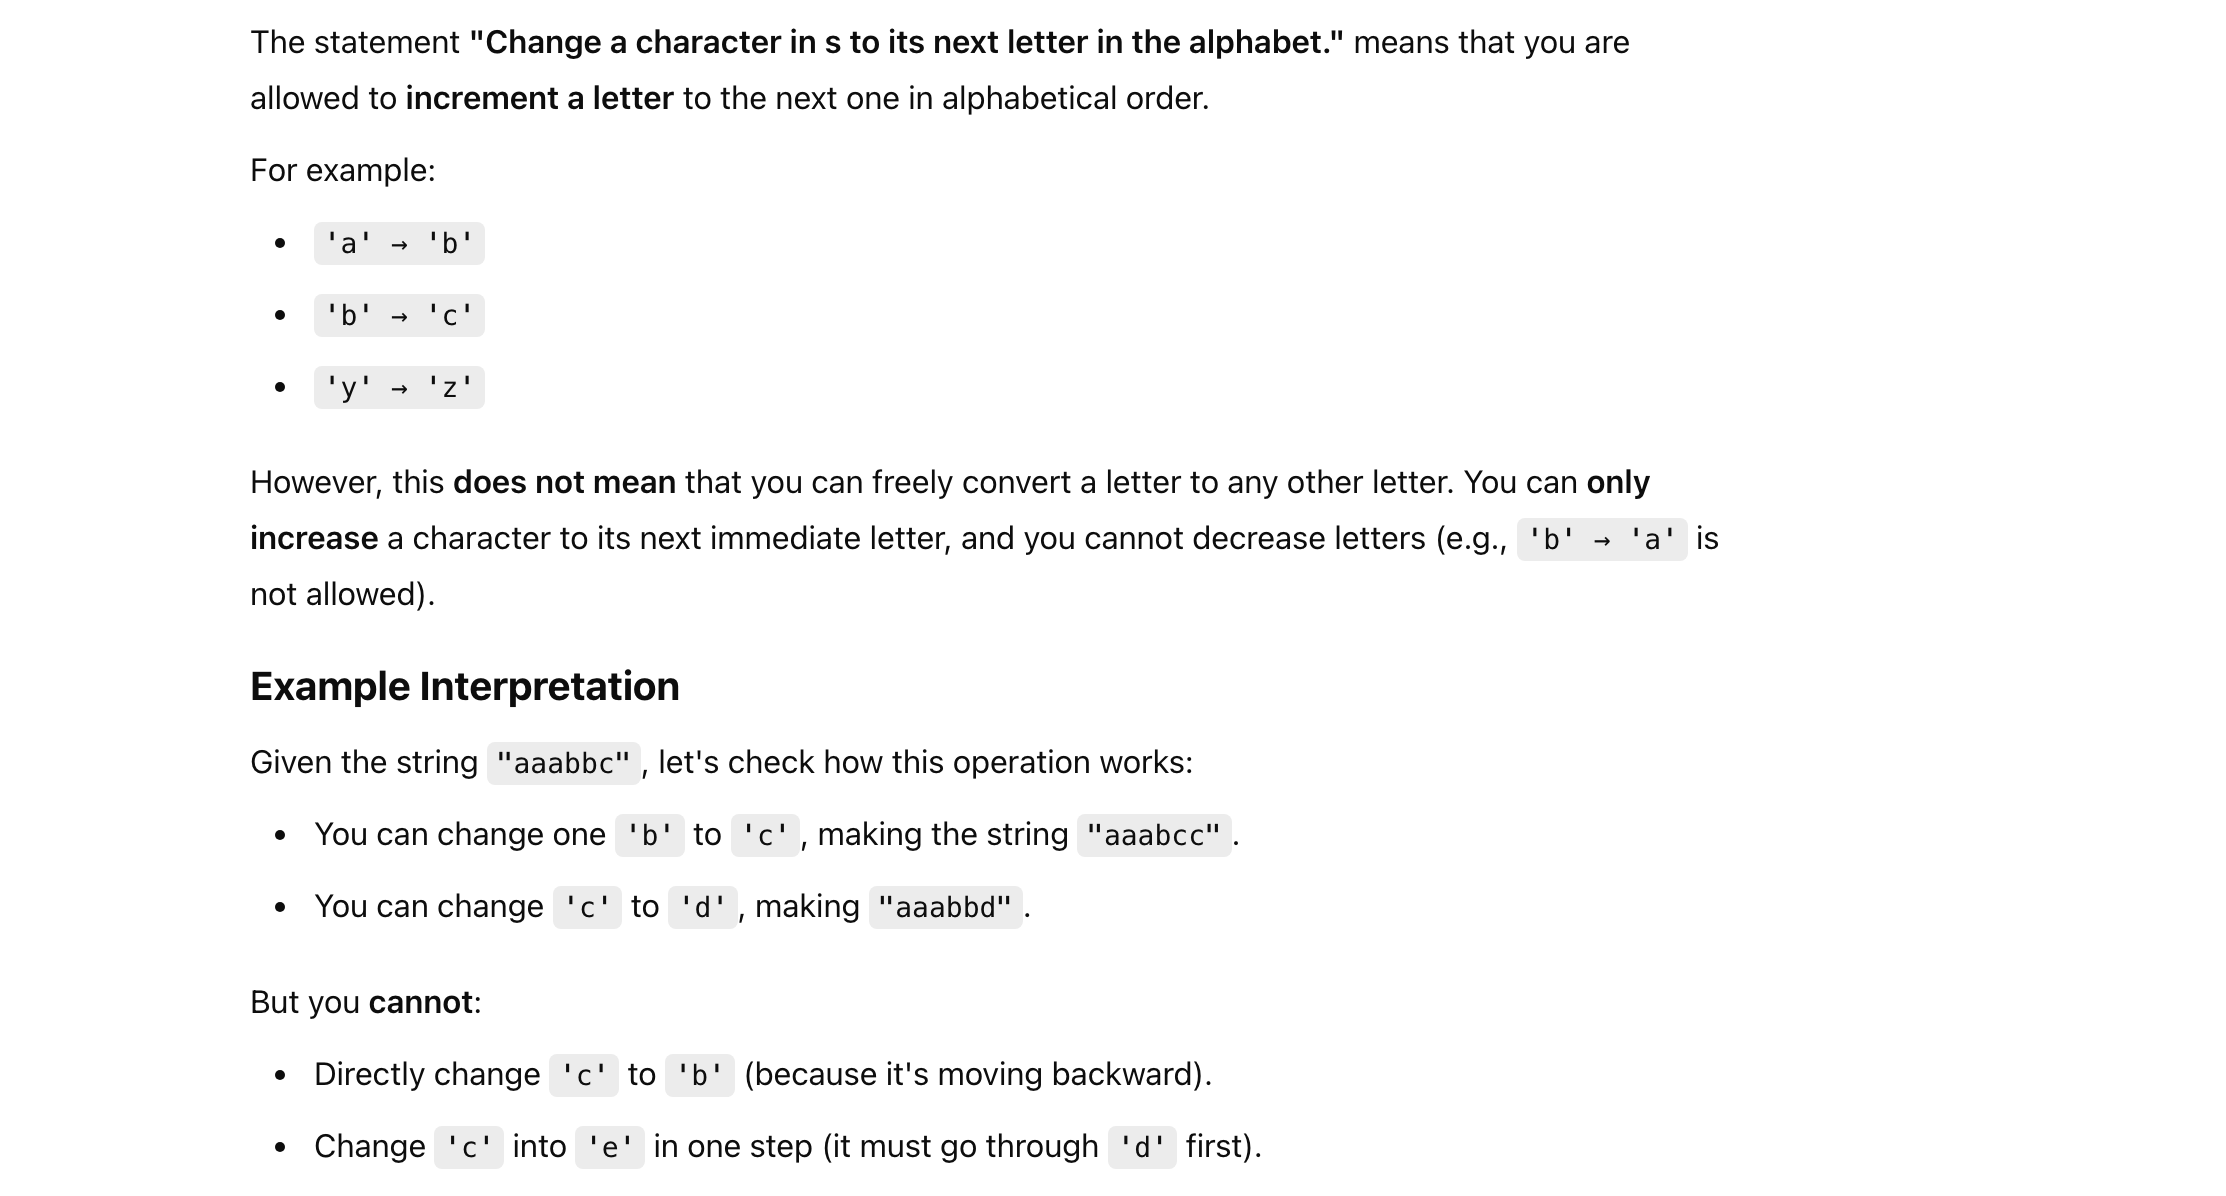 The statement "Change a character in s to its next letter in the alphabet." means that you are
allowed to increment a letter to the next one in alphabetical order.
For example:
• 'a' → 'b'
• 'b' → 'c'
• 'y' → 'z'
However, this does not mean that you can freely convert a letter to any other letter. You can only
increase a character to its next immediate letter, and you cannot decrease letters (e.g., 'b' → 'a' is
not allowed).
Example Interpretation
Given the string "aaabbc", let's check how this operation works:
• You can change one 'b' to 'c', making the string "aaabcc".
• You can change 'c' to 'd', making "aaabbd".
But you cannot:
• Directly change 'c' to 'b' (because it's moving backward).
• Change 'c' into 'e' in one step (it must go through 'd' first).